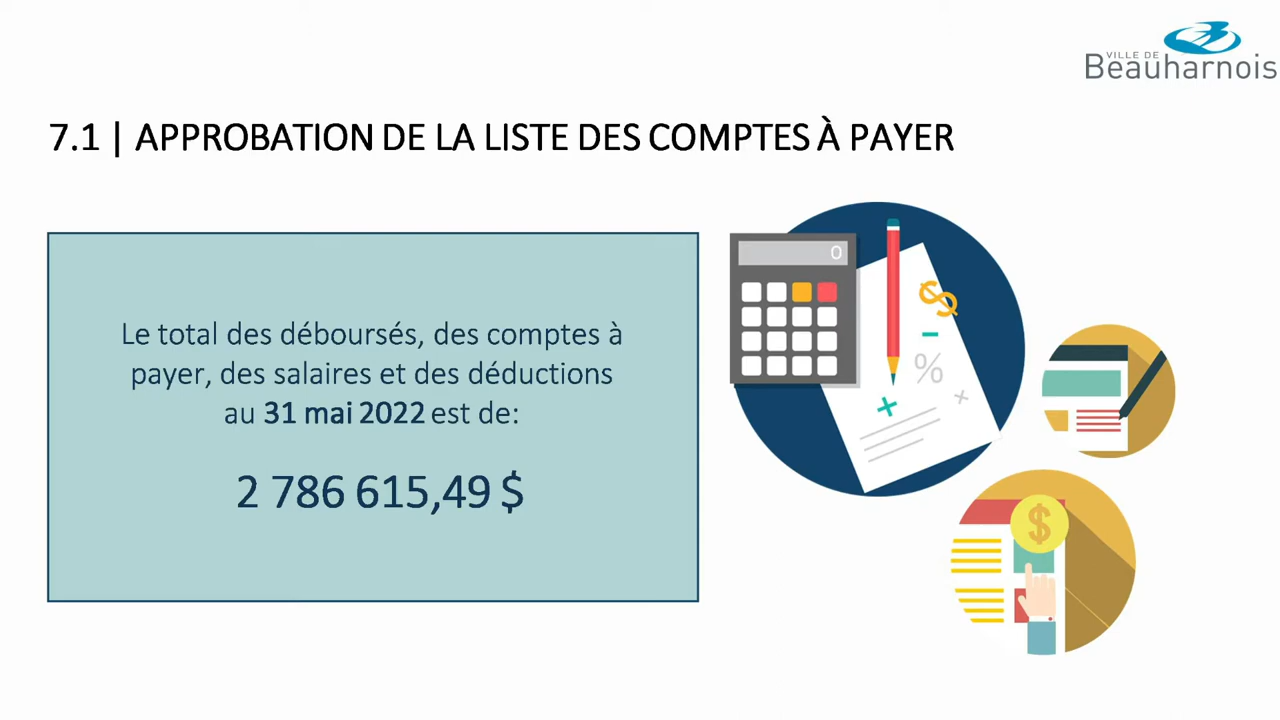 VILLE DE
Beauharnois
7.1 | APPROBATION DE LA LISTE DES COMPTES À PAYER
Le total des déboursés, des comptes à
payer, des salaires et des déductions
au 31 mai 2022 est de:
2 786 615,49 $
0
$
%
$